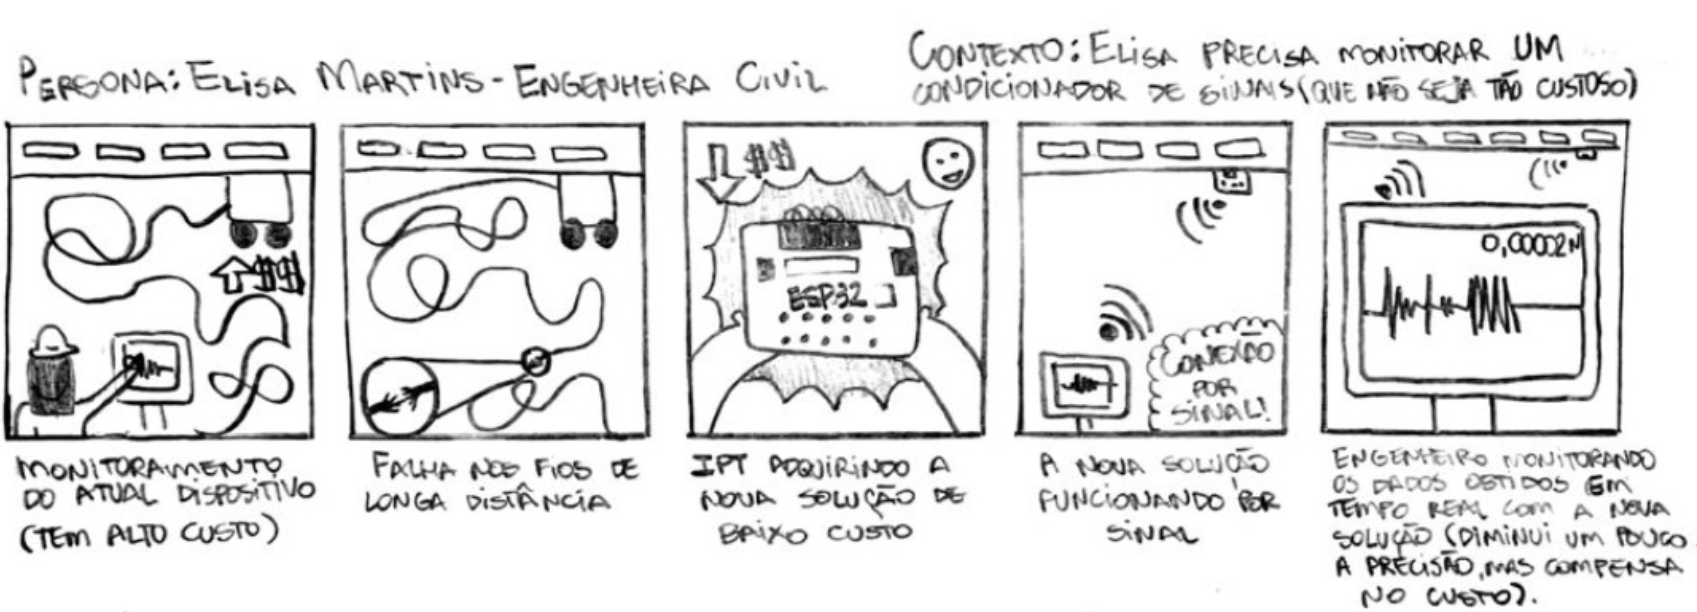 PERSONA: ELISA MARTINS - ENGENHEIRA CIVIL
CONTEXTO: ELISA PRECISA MONITORAR UM
CONDICIONADOR DE SINAIS (QUE NÃO SEJA TÃO CUSTOSO)
$$
$$
ESP32
CONEXÃO
POR
SINAL!
0,00002M
MONITORAMENTO
DO ATUAL DISPOSITIVO
(TEM ALTO CUSTO)
FALHA NOS FIOS DE
LONGA DISTÂNCIA
IPT ADQUIRINDO A
NOVA SOLUÇÃO DE
BAIXO CUSTO
A NOVA SOLUÇÃO
FUNCIONANDO POR
SINAL
ENGENHEIRO MONITORANDO
OS DADOS OBTIDOS EM
TEMPO REAL COM A NOVA
SOLUÇÃO (DIMINUI UM POUCO
A PRECISÃO, MAS COMPENSA
NO CUSTO).